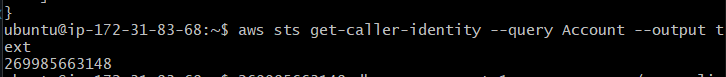 }
ubuntu@ip-172-31-83-68:~$ aws sts get-caller-identity --query Account --output t
ext
269985663148